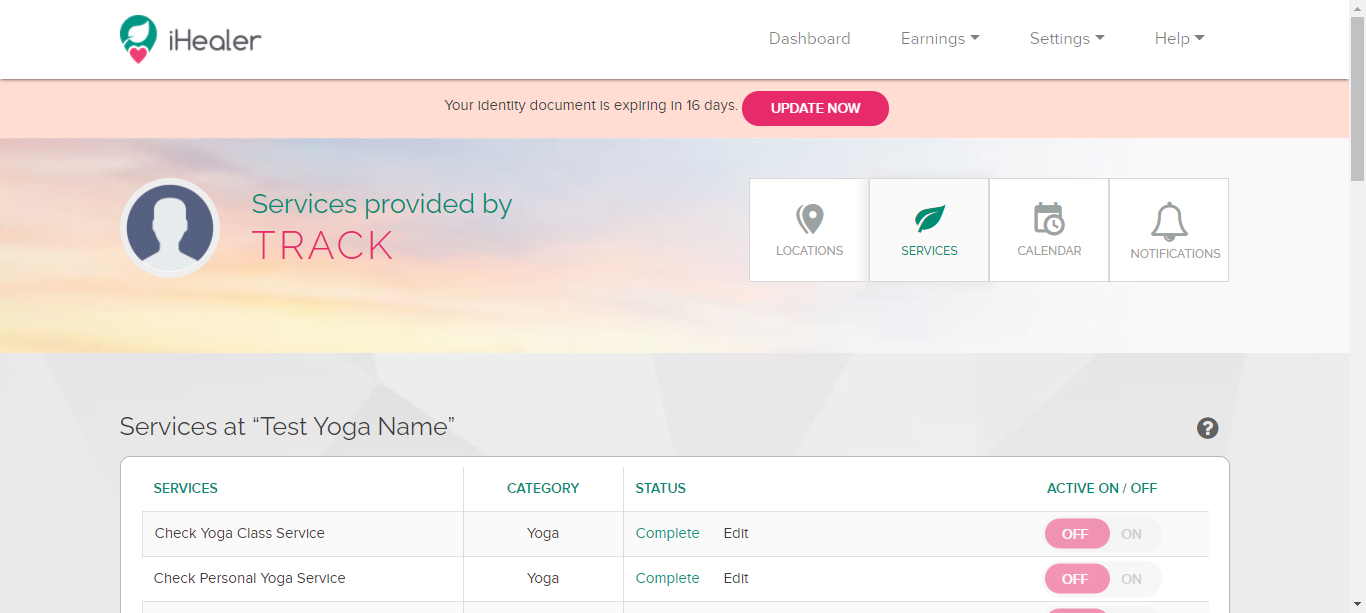 iHealer
Dashboard Earnings Settings Help
Your identity document is expiring in 16 days. UPDATE NOW
Services provided by
TRACK
LOCATIONS SERVICES CALENDAR NOTIFICATIONS
Services at “Test Yoga Name”
?
SERVICES CATEGORY STATUS ACTIVE ON / OFF
Check Yoga Class Service Yoga Complete Edit OFF ON
Check Personal Yoga Service Yoga Complete Edit OFF ON